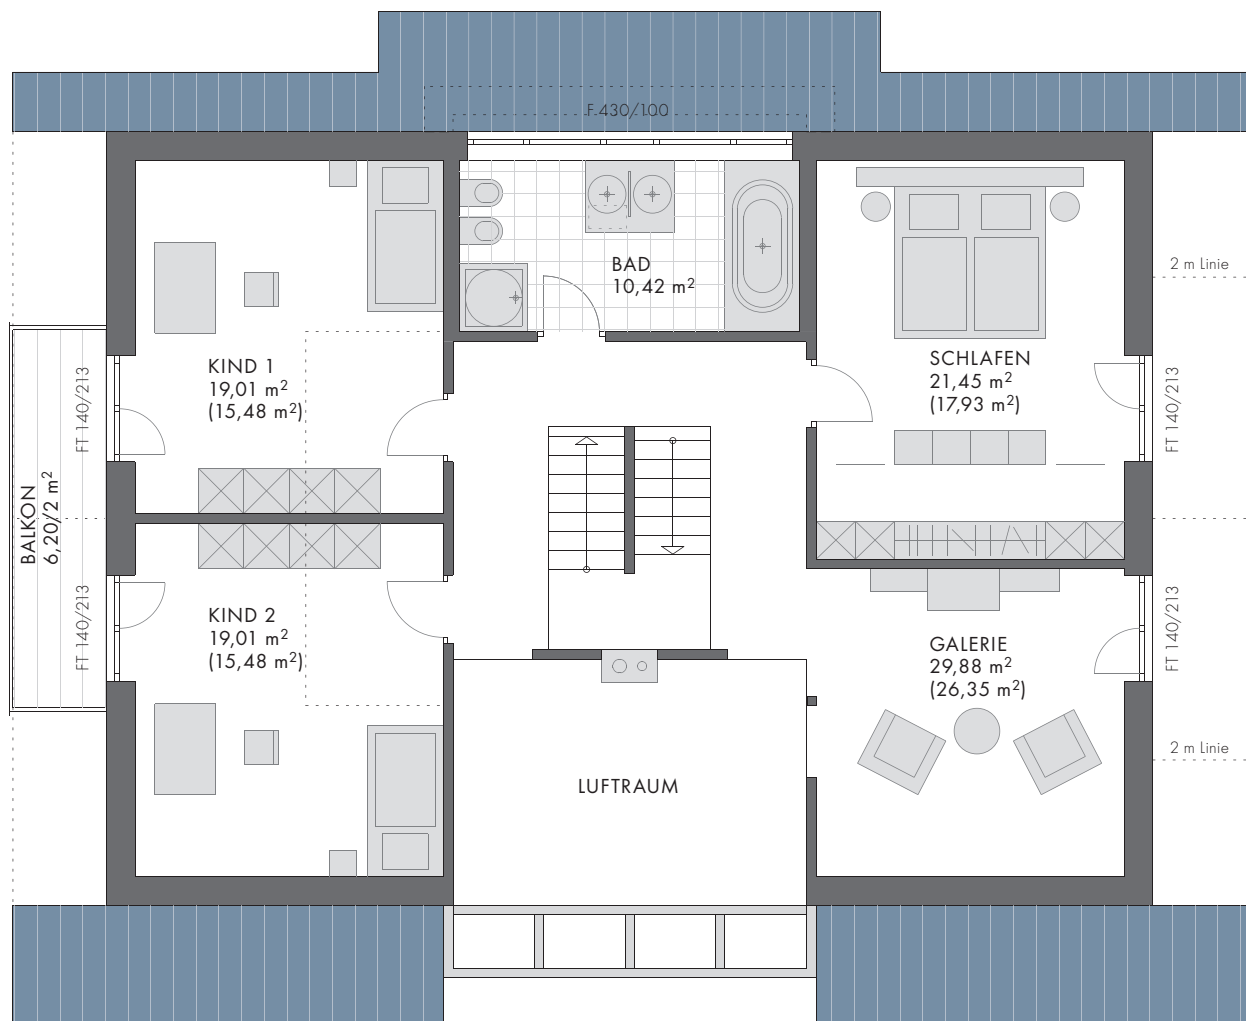 F 430/100
BAD
10,42 m²
2 m Linie
KIND 1
19,01 m²
(15,48 m²)
SCHLAFEN
21,45 m²
(17,93 m²)
FT 140/213
FT 140/213
BALKON
6,20/2 m²
KIND 2
19,01 m²
(15,48 m²)
FT 140/213
FT 140/213
GALERIE
29,88 m²
(26,35 m²)
2 m Linie
LUFTRAUM